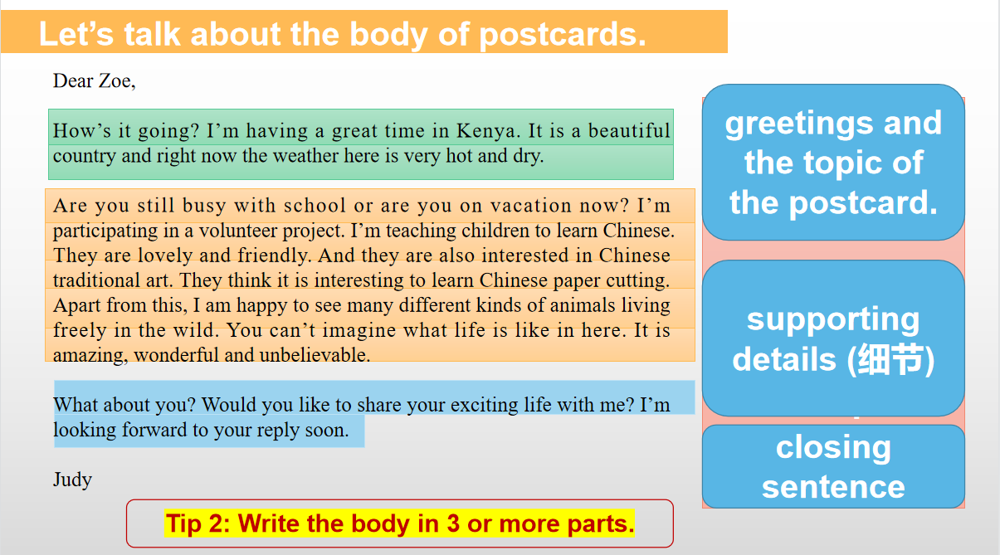 Let's talk about the body of postcards.
Dear Zoe,
How's it going? I'm having a great time in Kenya. It is a beautiful
country and right now the weather here is very hot and dry.
Are you still busy with school or are you on vacation now? I'm
participating in a volunteer project. I'm teaching children to learn Chinese.
They are lovely and friendly. And they are also interested in Chinese
traditional art. They think it is interesting to learn Chinese paper cutting.
Apart from this, I am happy to see many different kinds of animals living
freely in the wild. You can't imagine what life is like in here. It is
amazing, wonderful and unbelievable.
What about you? Would you like to share your exciting life with me? I'm
looking forward to your reply soon.
Judy
greetings and
the topic of
the postcard.
supporting
details (细节)
closing
sentence
Tip 2: Write the body in 3 or more parts.